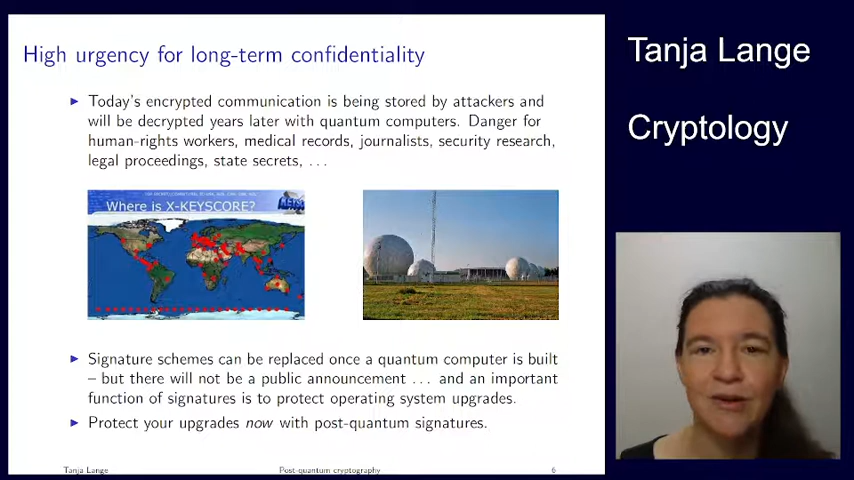 High urgency for long-term confidentiality
Today's encrypted communication is being stored by attackers and
will be decrypted years later with quantum computers. Danger for
human-rights workers, medical records, journalists, security research,
legal proceedings, state secrets, ...
Where is X-KEYSCORE?
Signature schemes can be replaced once a quantum computer is built
– but there will not be a public announcement ... and an important
function of signatures is to protect operating system upgrades.
Protect your upgrades now with post-quantum signatures.
Tanja Lange
Post-quantum cryptography
6
Tanja Lange
Cryptology